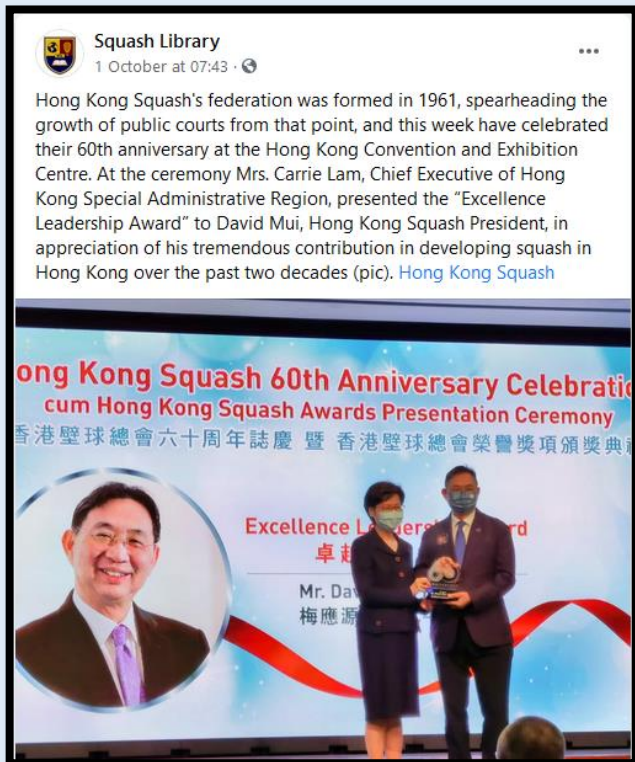 Squash Library
1 October at 07:43 ·
Hong Kong Squash's federation was formed in 1961, spearheading the
growth of public courts from that point, and this week have celebrated
their 60th anniversary at the Hong Kong Convention and Exhibition
Centre. At the ceremony Mrs. Carrie Lam, Chief Executive of Hong
Kong Special Administrative Region, presented the “Excellence
Leadership Award” to David Mui, Hong Kong Squash President, in
appreciation of his tremendous contribution in developing squash in
Hong Kong over the past two decades (pic). Hong Kong Squash
ong Kong Squash 60th Anniversary Celebratio
cum Hong Kong Squash Awards Presentation Ceremony
香港壁球總會六十周年誌慶 暨 香港壁球總會榮譽獎項頒獎典
Excellence L ders rd
卓越
Mr. Da
梅應源